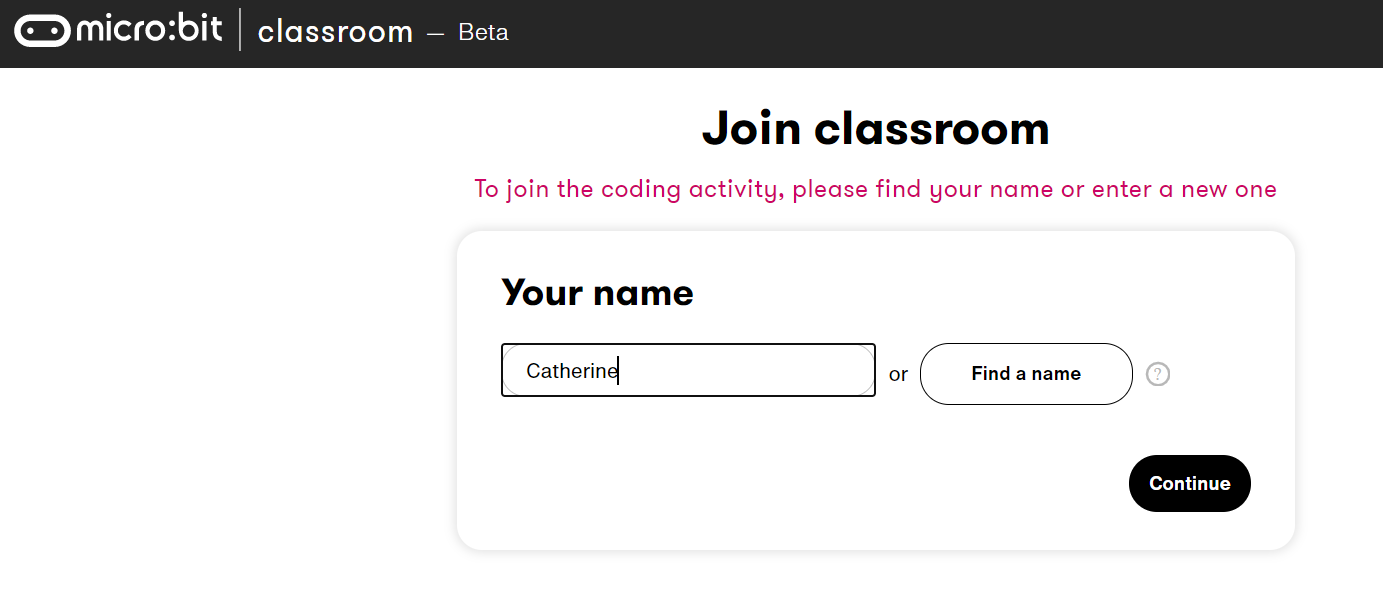 micro:bit classroom – Beta
Join classroom
To join the coding activity, please find your name or enter a new one
Your name
Catherine or Find a name ?
Continue